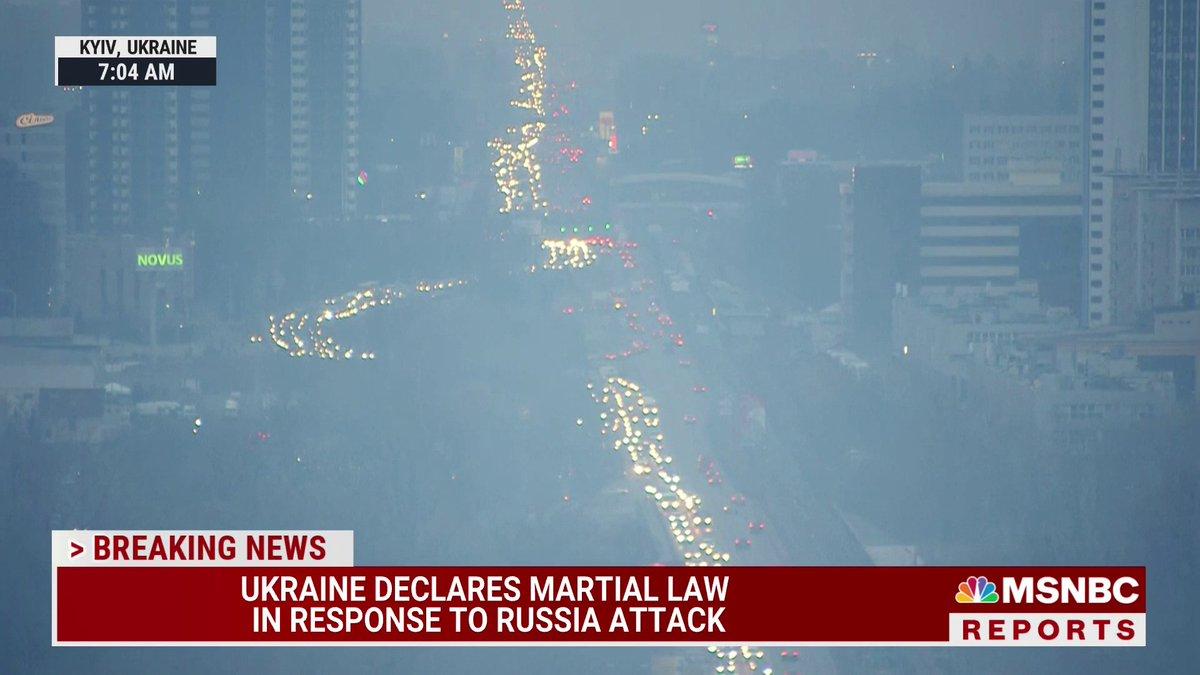 KYIV, UKRAINE
7:04 AM
NOVUS
> BREAKING NEWS
UKRAINE DECLARES MARTIAL LAW
IN RESPONSE TO RUSSIA ATTACK
MSNBC
REPORTS